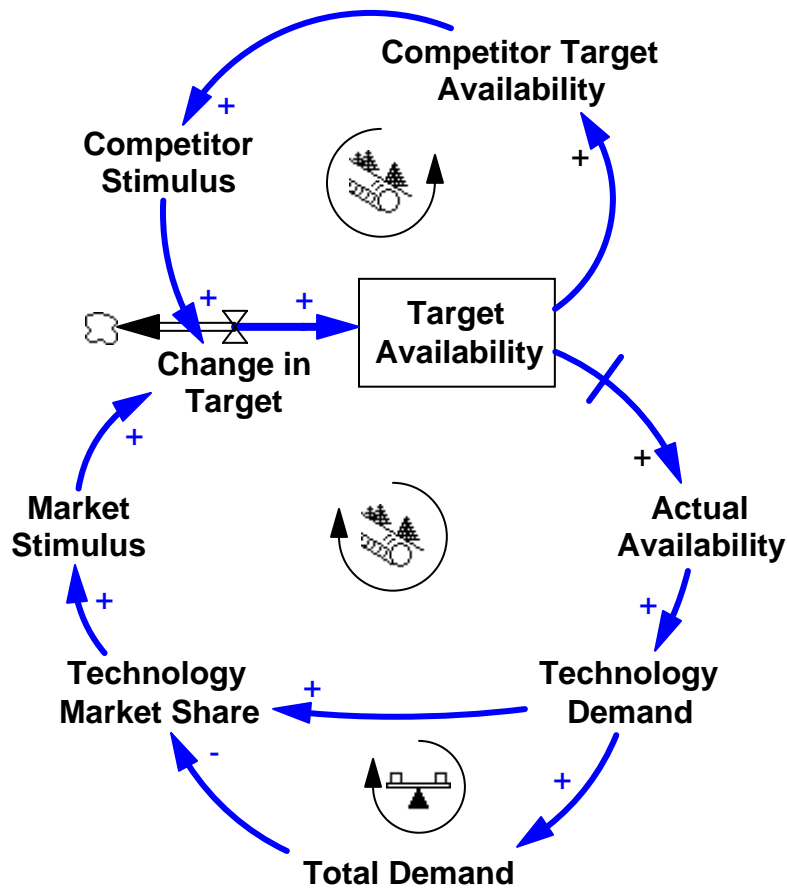 Competitor Target
Availability
+
Competitor
Stimulus
+
+
+
Target
Availability
Change in
Target
+
+
Market
Stimulus
Actual
Availability
+
+
Technology
Market Share
+
Technology
Demand
-
+
Total Demand